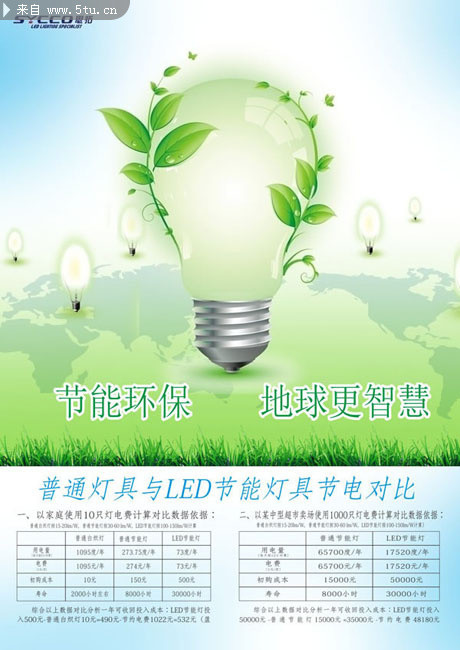 来自 www.5tu.cn
LED LIGHTING SPECIALIST
节能环保 地球更智慧
普通灯具与LED节能灯具节电对比
一、以家庭使用10只灯电费计算对比数据依据：
普通台炽灯 普通节能灯 LED节能灯
用电量 1095度/年 273.75度/年 73度/年
电费 1095元/年 274元/年 73元/年
初购成本 10元 150元 500元
寿命 2000小时左右 8000小时 30000小时
综合以上数据对比分析一年可收回投入成本：LED节能灯投
入500元-普通台炽灯10元=490元-节约电费1022元=532元（盈
二、以某中型超市卖场使用1000只灯电费计算对比数据依据：
普通节能灯 LED节能灯
用电量 65700度/年 17520度/年
电费 65700元/年 17520元/年
初购成本 15000元 50000元
寿命 8000小时 30000小时
综合以上数据对比分析一年可收回投入成本：LED节能灯投入
50000元-普通节能灯15000元=35000元-节约电费48180元